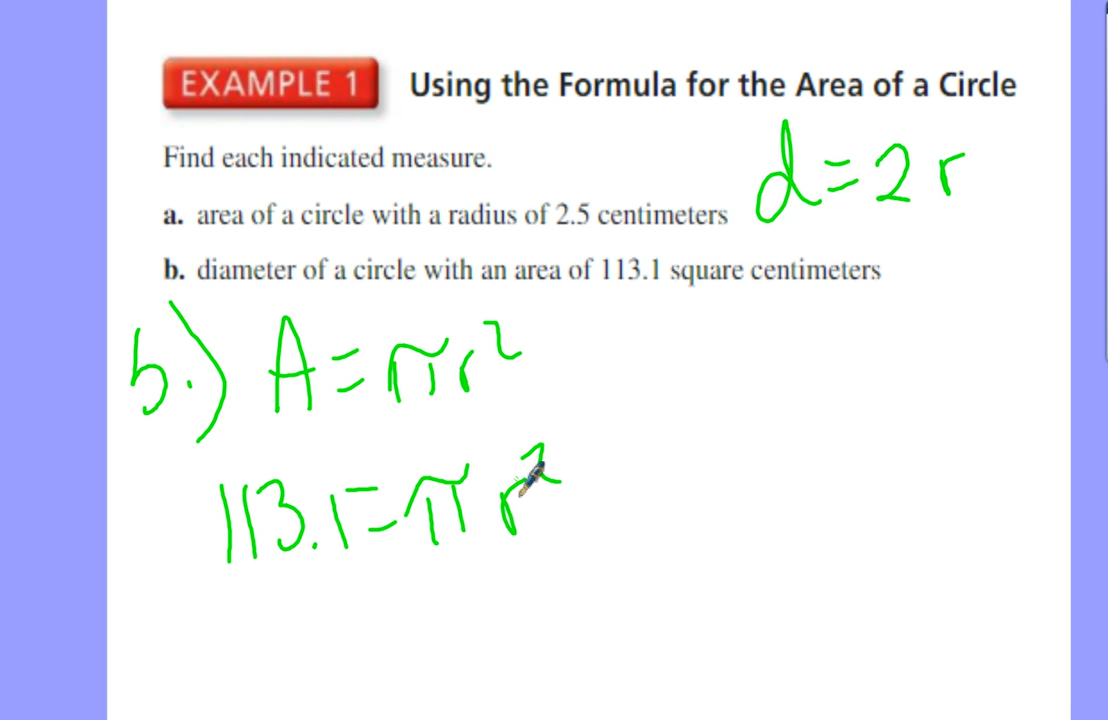 EXAMPLE 1 Using the Formula for the Area of a Circle
Find each indicated measure.
d=2r
a. area of a circle with a radius of 2.5 centimeters
b. diameter of a circle with an area of 113.1 square centimeters
b.) A=πr²
113.1=πr²